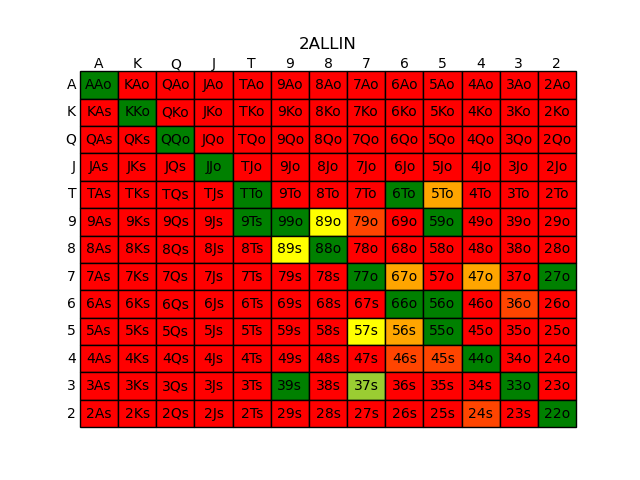 2ALLIN
A K Q J T 9 8 7 6 5 4 3 2
A AAo KAo QAo JAo TAo 9Ao 8Ao 7Ao 6Ao 5Ao 4Ao 3Ao 2Ao
K KAs KKo QKo JKo TKo 9Ko 8Ko 7Ko 6Ko 5Ko 4Ko 3Ko 2Ko
Q QAs QKs QQo JQo TQo 9Qo 8Qo 7Qo 6Qo 5Qo 4Qo 3Qo 2Qo
J JAs JKs JQs JJo TJo 9Jo 8Jo 7Jo 6Jo 5Jo 4Jo 3Jo 2Jo
T TAs TKs TQs TJs TTo 9To 8To 7To 6To 5To 4To 3To 2To
9 9As 9Ks 9Qs 9Js 9Ts 99o 89o 79o 69o 59o 49o 39o 29o
8 8As 8Ks 8Qs 8Js 8Ts 89s 88o 78o 68o 58o 48o 38o 28o
7 7As 7Ks 7Qs 7Js 7Ts 79s 78s 77o 67o 57o 47o 37o 27o
6 6As 6Ks 6Qs 6Js 6Ts 69s 68s 67s 66o 56o 46o 36o 26o
5 5As 5Ks 5Qs 5Js 5Ts 59s 58s 57s 56s 55o 45o 35o 25o
4 4As 4Ks 4Qs 4Js 4Ts 49s 48s 47s 46s 45s 44o 34o 24o
3 3As 3Ks 3Qs 3Js 3Ts 39s 38s 37s 36s 35s 34s 33o 23o
2 2As 2Ks 2Qs 2Js 2Ts 29s 28s 27s 26s 25s 24s 23s 22o